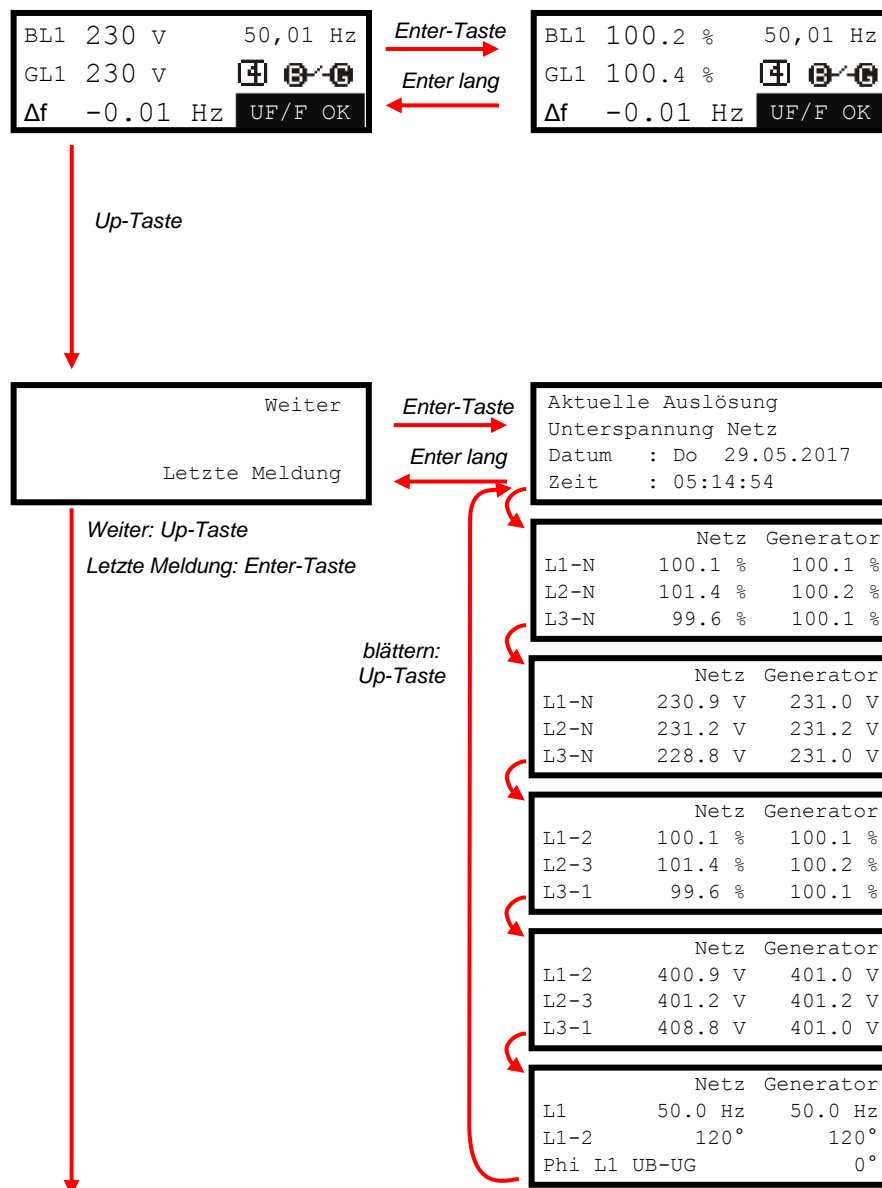 BL1 230 V 50,01 Hz
GL1 230 V 4 B G
Δf -0.01 Hz UF/F OK
Enter-Taste
Enter lang
BL1 100.2 % 50,01 Hz
GL1 100.4 % 4 B G
Δf -0.01 Hz UF/F OK
Up-Taste
Weiter
Letzte Meldung
Enter-Taste
Enter lang
Aktuelle Auslösung
Unterspannung Netz
Datum : Do 29.05.2017
Zeit : 05:14:54
Weiter: Up-Taste
Letzte Meldung: Enter-Taste
blättern:
Up-Taste
Netz Generator
L1-N 100.1 % 100.1 %
L2-N 101.4 % 100.2 %
L3-N 99.6 % 100.1 %
Netz Generator
L1-N 230.9 V 231.0 V
L2-N 231.2 V 231.2 V
L3-N 228.8 V 231.0 V
Netz Generator
L1-2 100.1 % 100.1 %
L2-3 101.4 % 100.2 %
L3-1 99.6 % 100.1 %
Netz Generator
L1-2 400.9 V 401.0 V
L2-3 401.2 V 401.2 V
L3-1 408.8 V 401.0 V
Netz Generator
L1 50.0 Hz 50.0 Hz
L1-2 120° 120°
Phi L1 UB-UG 0°